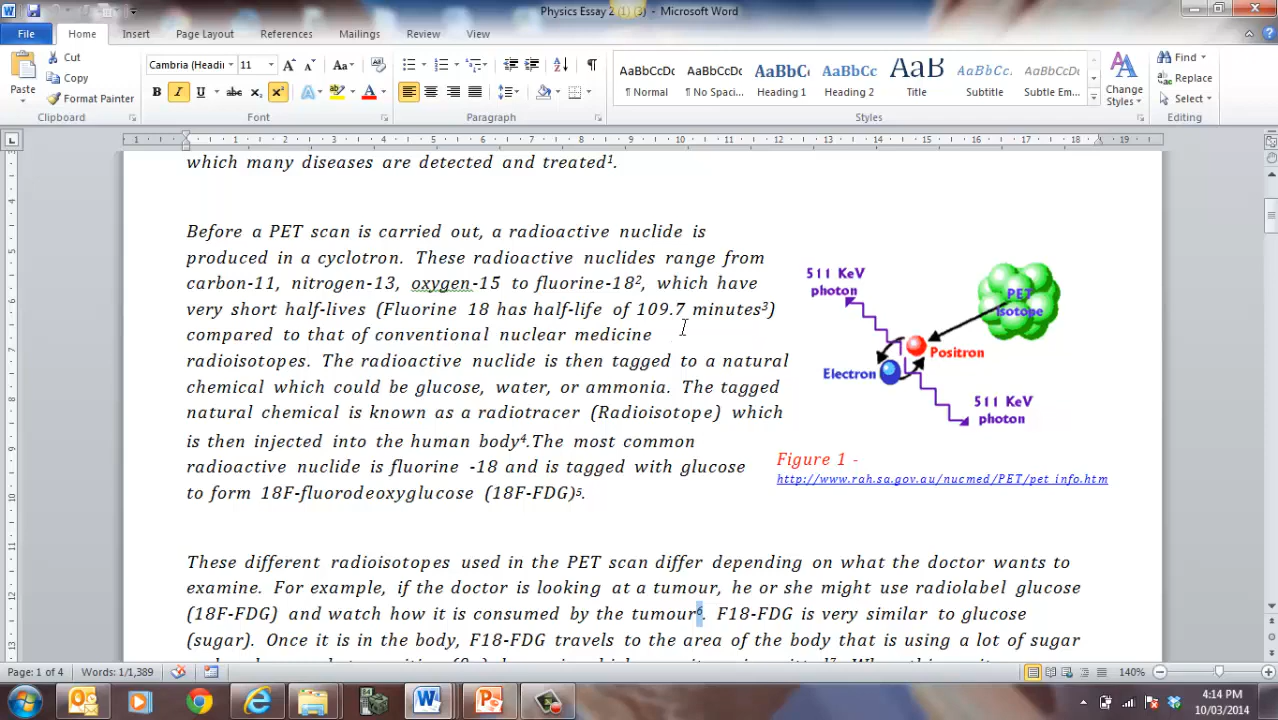 Physics Essay 2 (1) (3) - Microsoft Word
File Home Insert Page Layout References Mailings Review View
Cambria (Headi 11
Paste Cut Copy Format Painter
Clipboard Font Paragraph Styles Editing
AaBbCcDc AaBbCcDc AaBbC AaBbCc AaB AaBbCcL AaBbCcDc
¶ Normal ¶ No Spaci... Heading 1 Heading 2 Title Subtitle Subtle Em...
Change Styles
Find Replace Select
which many diseases are detected and treated¹.
Before a PET scan is carried out, a radioactive nuclide is
produced in a cyclotron. These radioactive nuclides range from
carbon-11, nitrogen-13, oxygen-15 to fluorine-18², which have
very short half-lives (Fluorine 18 has half-life of 109.7 minutes³)
compared to that of conventional nuclear medicine
radioisotopes. The radioactive nuclide is then tagged to a natural
chemical which could be glucose, water, or ammonia. The tagged
natural chemical is known as a radiotracer (Radioisotope) which
is then injected into the human body⁴.The most common
radioactive nuclide is fluorine -18 and is tagged with glucose
to form 18F-fluorodeoxyglucose (18F-FDG)⁵.
511 KeV
photon
PET
isotope
Positron
Electron
511 KeV
photon
Figure 1 -
http://www.rah.sa.gov.au/nucmed/PET/pet_info.htm
These different radioisotopes used in the PET scan differ depending on what the doctor wants to
examine. For example, if the doctor is looking at a tumour, he or she might use radiolabel glucose
(18F-FDG) and watch how it is consumed by the tumour⁶. F18-FDG is very similar to glucose
(sugar). Once it is in the body, F18-FDG travels to the area of the body that is using a lot of sugar
Page: 1 of 4 Words: 1/1,389 140%
4:14 PM
10/03/2014